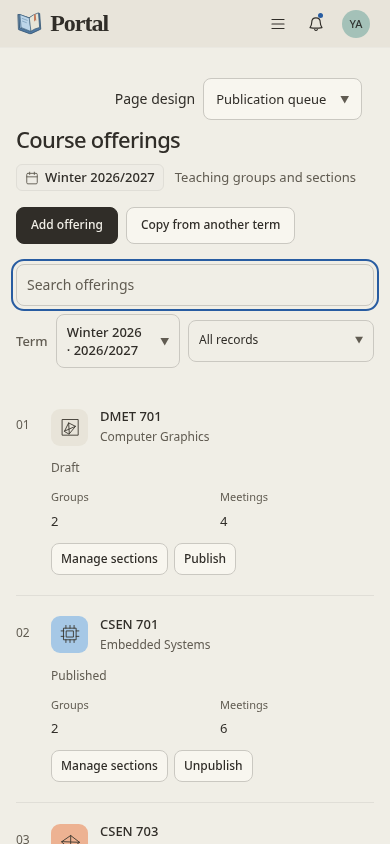 Portal
YA
Page design
Publication queue
Course offerings
Winter 2026/2027
Teaching groups and sections
Add offering
Copy from another term
Search offerings
Term
Winter 2026
· 2026/2027
All records
01
DMET 701
Computer Graphics
Draft
Groups
Meetings
2
4
Manage sections
Publish
02
CSEN 701
Embedded Systems
Published
Groups
Meetings
2
6
Manage sections
Unpublish
03
CSEN 703